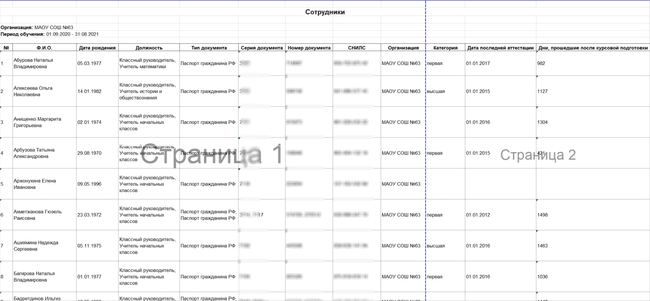 Сотрудники
Организация: МАОУ СОШ №63
Период обучения: 01.09.2020 - 31.08.2021
№ Ф.И.О. Дата рождения Должность Тип документа Серия документа Номер документа СНИЛС Организация Категория Дата последней аттестации Дни, прошедшие после курсовой подготовки
1 Абурова Наталья Владимировна 05.03.1977 Классный руководитель, Учитель математики Паспорт гражданина РФ МАОУ СОШ №63 первая 01.01.2017 982
2 Алексеева Ольга Николаевна 14.01.1982 Классный руководитель, Учитель истории и обществознания Паспорт гражданина РФ МАОУ СОШ №63 высшая 01.01.2015 1127
3 Анищенко Маргарита Григорьевна 02.01.1974 Классный руководитель, Учитель начальных классов Паспорт гражданина РФ МАОУ СОШ №63 01.01.2016 1304
4 Арбузова Татьяна Александровна 29.08.1970 Классный руководитель, Учитель начальных классов Паспорт гражданина РФ МАОУ СОШ №63 первая 01.01.2015
Страница 1 Страница 2
5 Аржонухина Елена Ивановна 09.05.1996 Классный руководитель, Учитель начальных классов Паспорт гражданина РФ МАОУ СОШ №63
6 Ахметжанова Гюзель Раисовна 23.03.1972 Классный руководитель, Учитель начальных классов Паспорт гражданина РФ, Паспорт гражданина РФ МАОУ СОШ №63 первая 01.01.2012 1498
7 Ашихмина Надежда Сергеевна 05.11.1975 Классный руководитель, Учитель начальных классов Паспорт гражданина РФ МАОУ СОШ №63 высшая 01.01.2016 1463
8 Багярова Наталья Владимировна 01.01.1977 Классный руководитель, Учитель начальных классов Паспорт гражданина РФ МАОУ СОШ №63 первая 01.01.2016 1036
Классный руководитель,